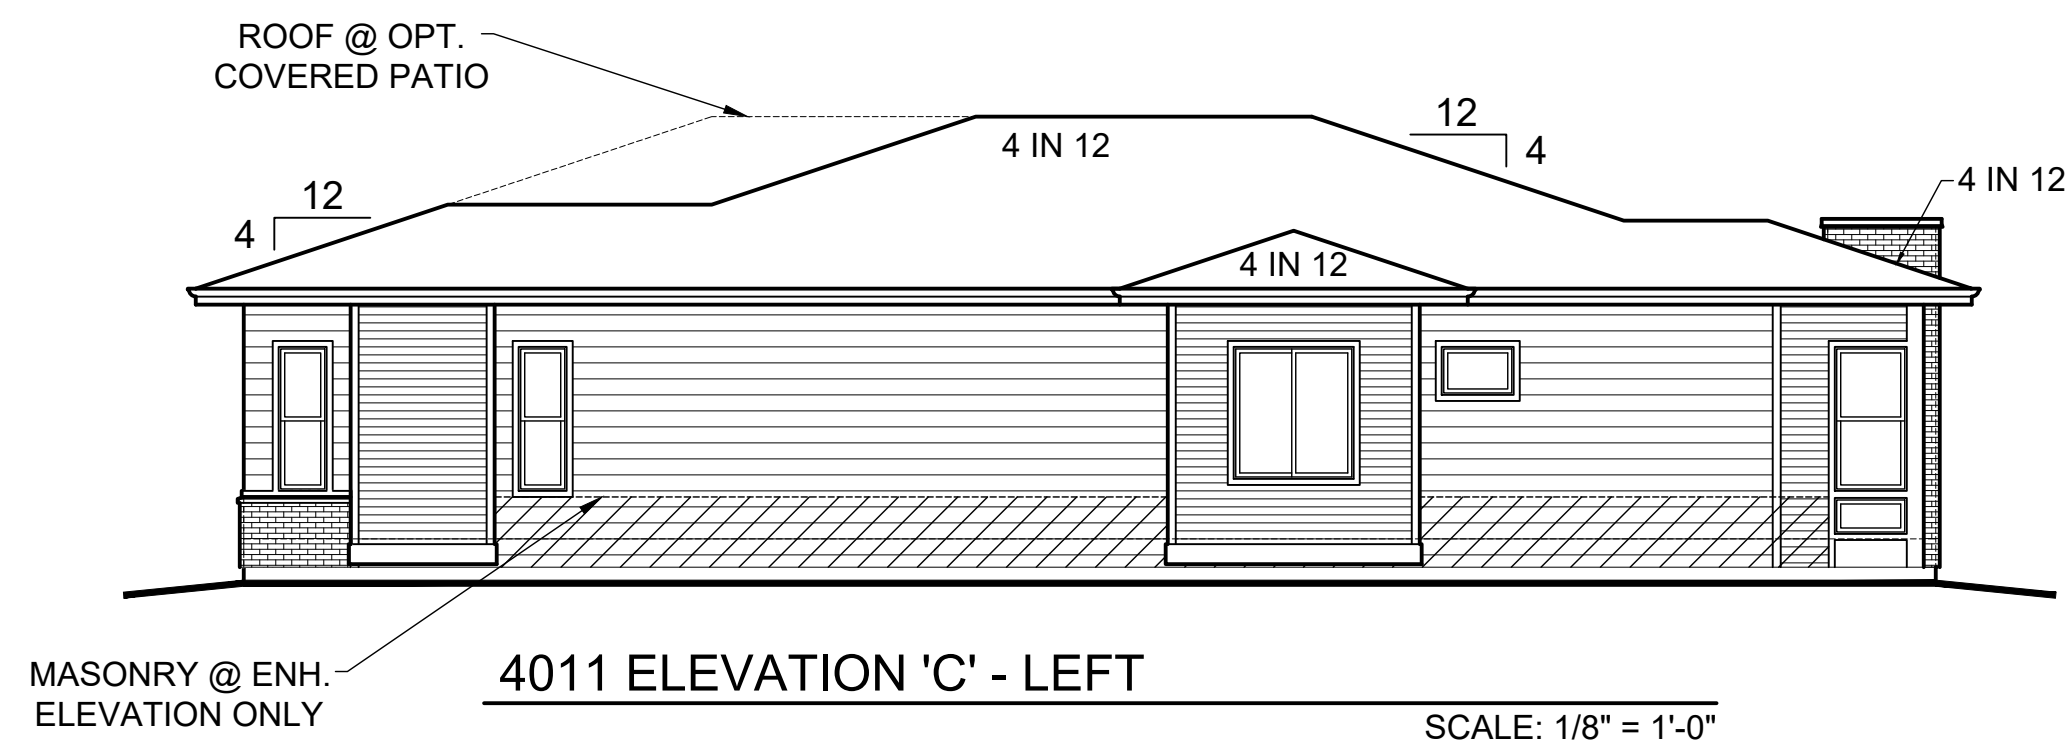 ROOF @ OPT.
COVERED PATIO
12
4
4 IN 12
12
4
4 IN 12
4 IN 12
MASONRY @ ENH.
ELEVATION ONLY
4011 ELEVATION 'C' - LEFT
SCALE: 1/8" = 1'-0"